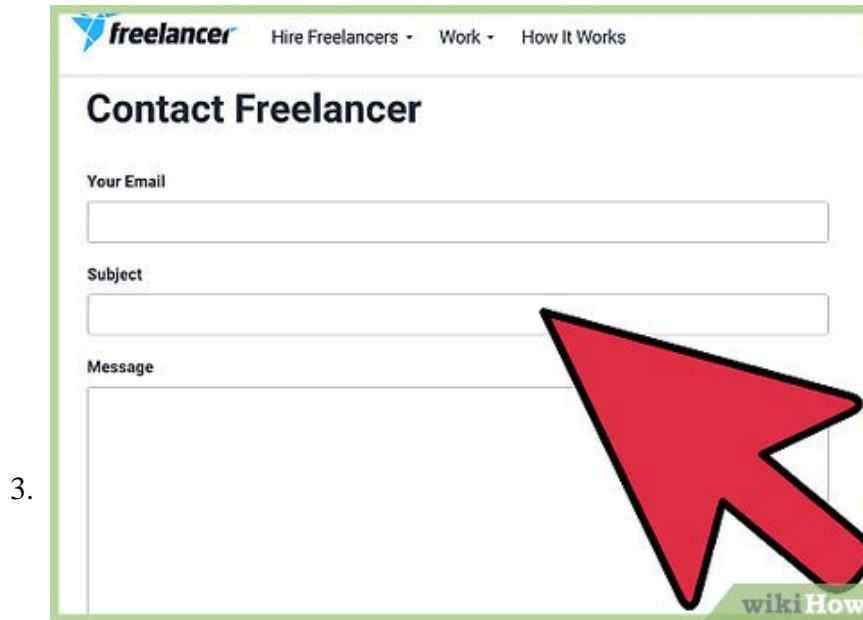 freelancer Hire Freelancers Work How It Works
Contact Freelancer
Your Email
Subject
Message
3.
wikiHow